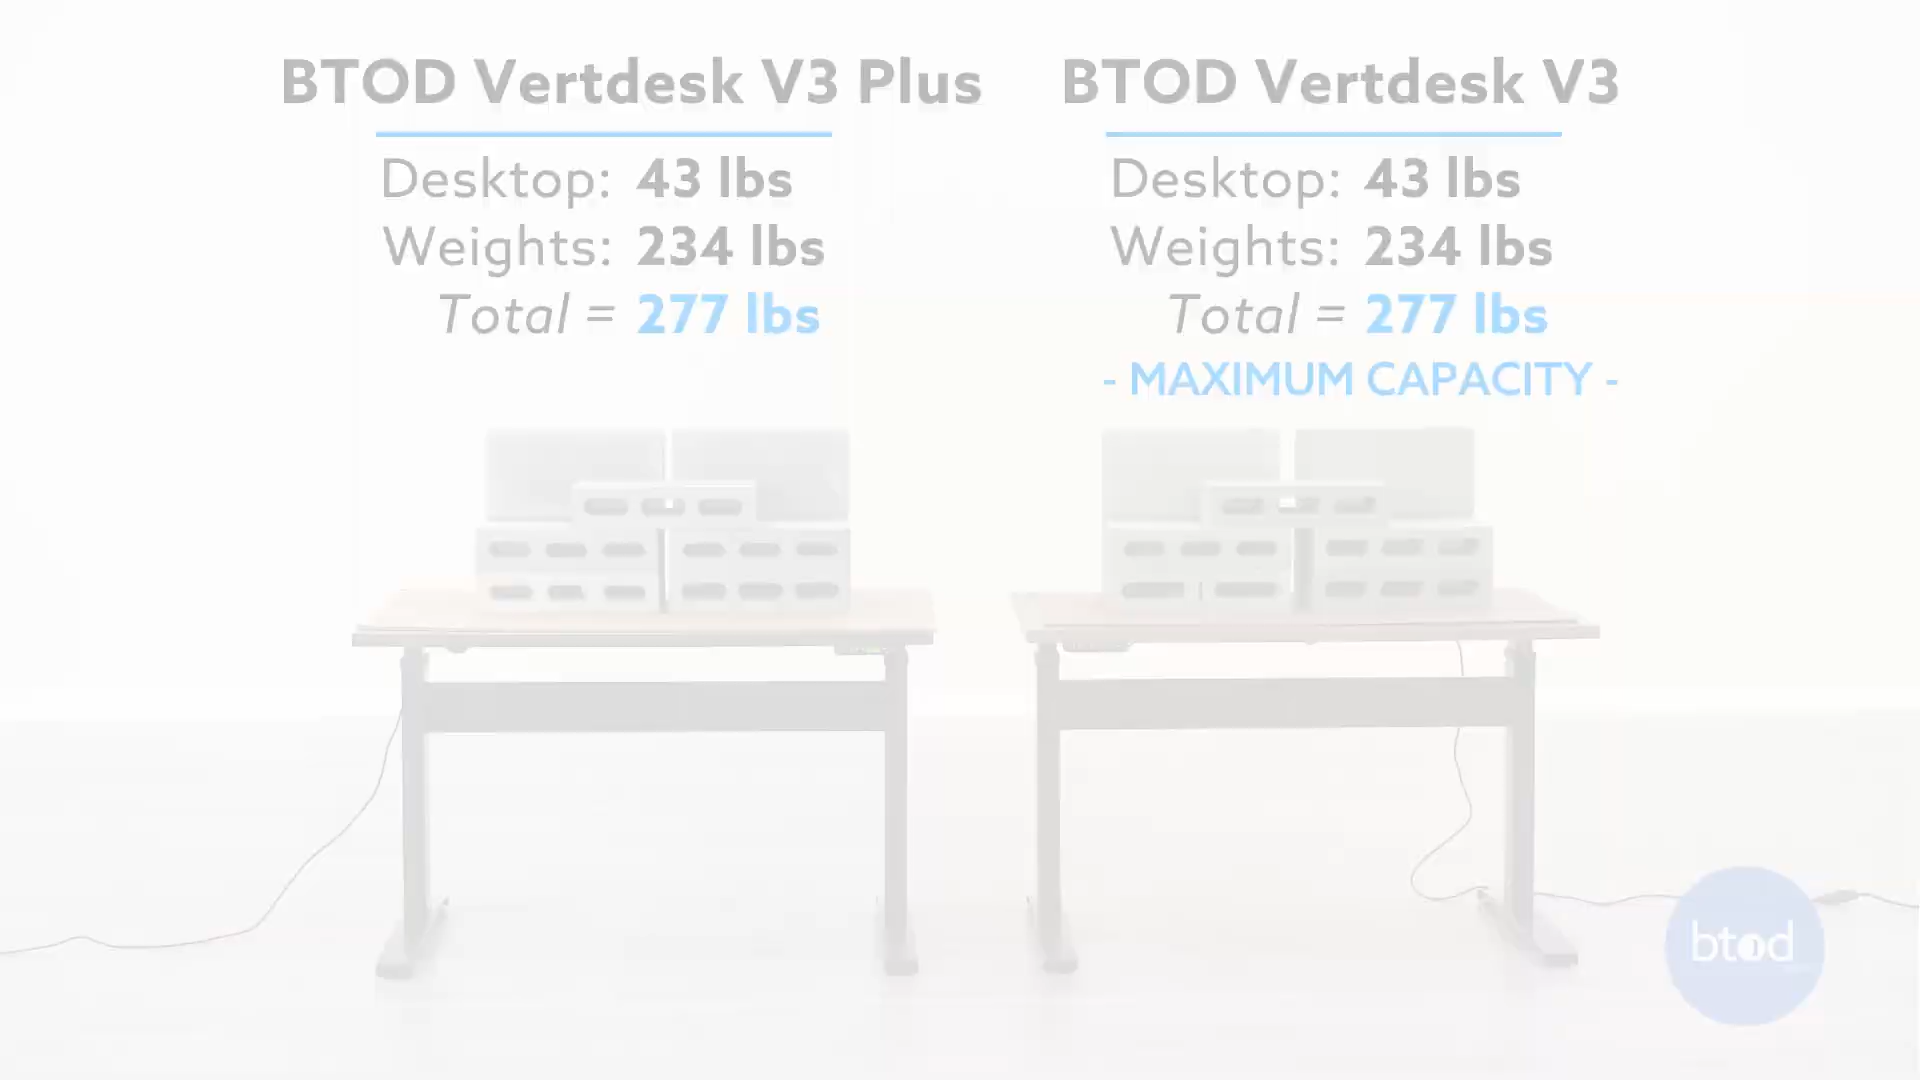 BTOD Vertdesk V3 Plus
Desktop: 43 lbs
Weights: 234 lbs
Total = 277 lbs
BTOD Vertdesk V3
Desktop: 43 lbs
Weights: 234 lbs
Total = 277 lbs
- MAXIMUM CAPACITY -
btod